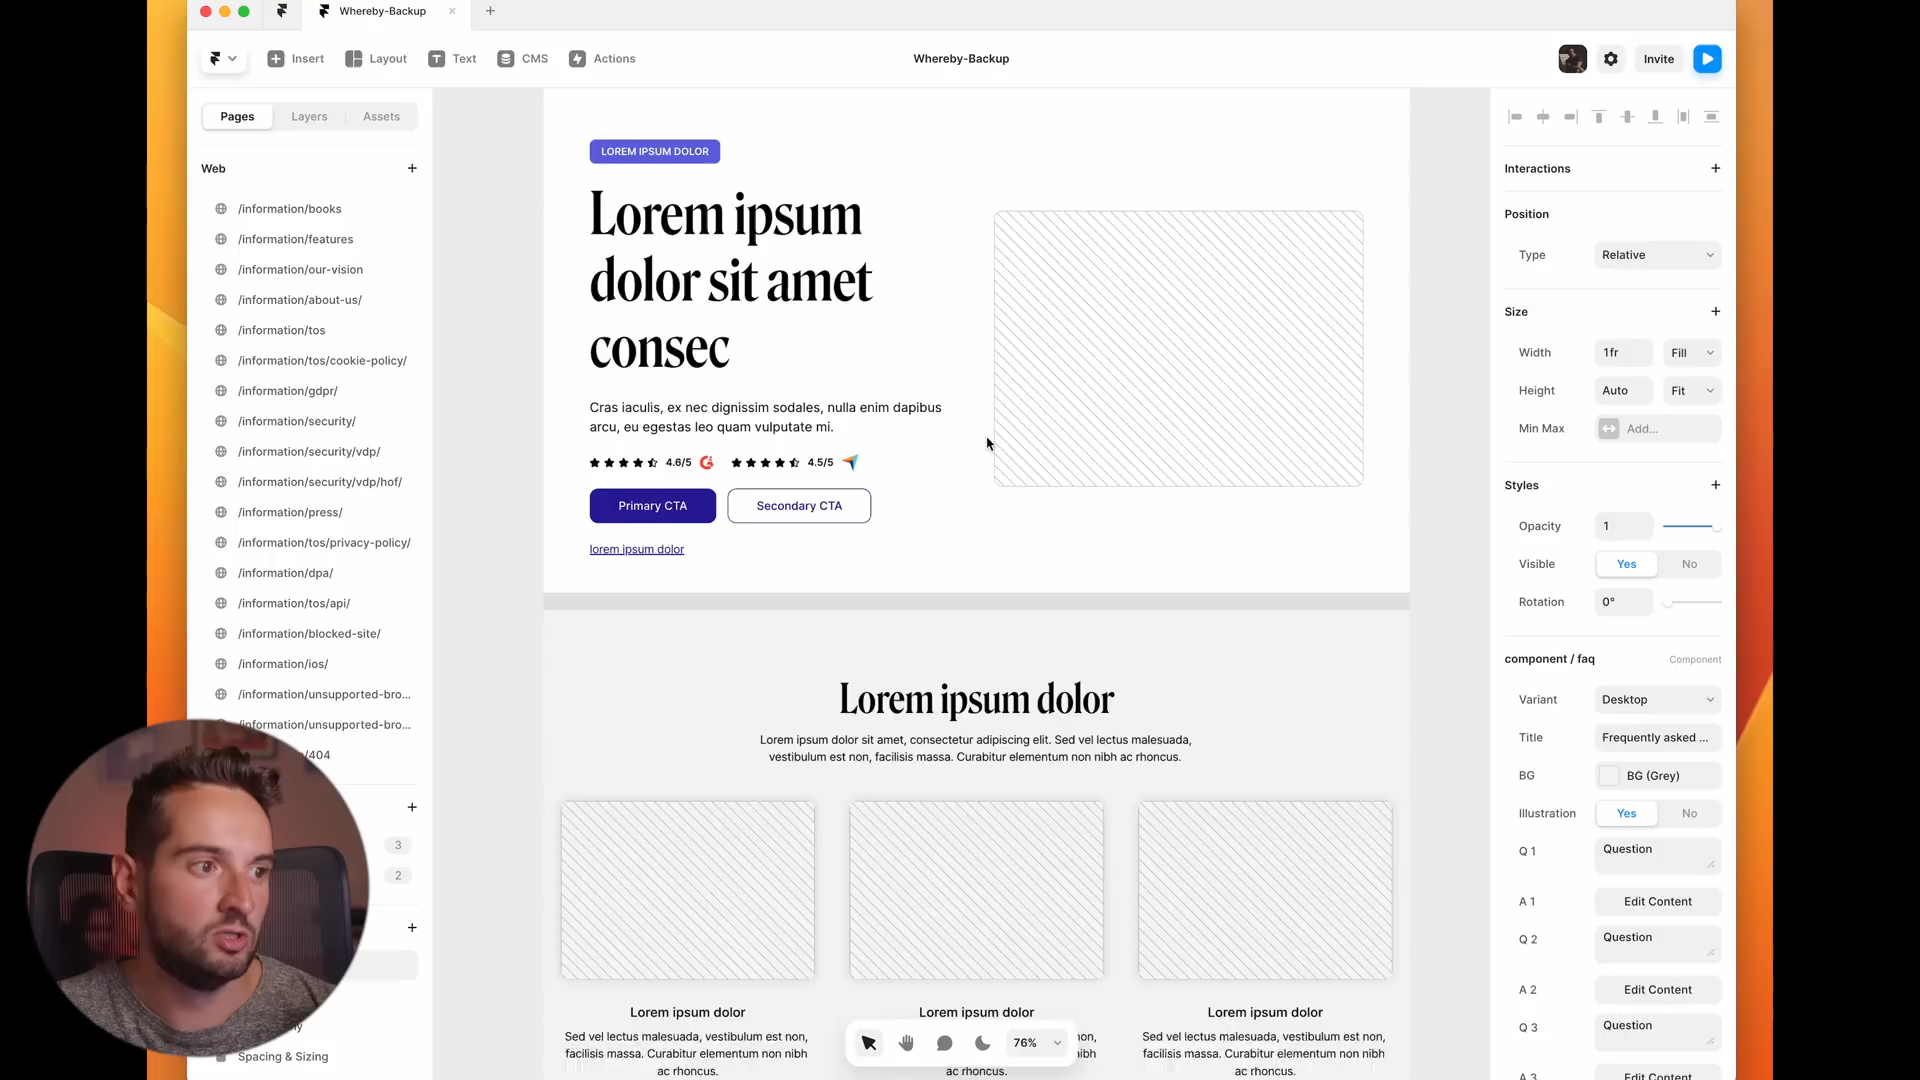 Whereby-Backup
Insert
Layout
Text
CMS
Actions
Whereby-Backup
Invite
Pages
Layers
Assets
Web
/information/books
/information/features
/information/our-vision
/information/about-us/
/information/tos
/information/tos/cookie-policy/
/information/gdpr/
/information/security/
/information/security/vdp/
/information/security/vdp/hof/
/information/press/
/information/tos/privacy-policy/
/information/dpa/
/information/tos/api/
/information/blocked-site/
/information/ios/
/information/unsupported-bro...
/information/unsupported-bro...
/404
3
2
Spacing & Sizing
LOREM IPSUM DOLOR
Lorem ipsum
dolor sit amet
consec
Cras iaculis, ex nec dignissim sodales, nulla enim dapibus
arcu, eu egestas leo quam vulputate mi.
4.6/5
4.5/5
Primary CTA
Secondary CTA
lorem ipsum dolor
Lorem ipsum dolor
Lorem ipsum dolor sit amet, consectetur adipiscing elit. Sed vel lectus malesuada,
vestibulum est non, facilisis massa. Curabitur elementum non nibh ac rhoncus.
Lorem ipsum dolor
Sed vel lectus malesuada, vestibulum est non,
facilisis massa. Curabitur elementum non nibh
ac rhoncus.
Lorem ipsum dolor
non,
nibh
ac rhoncus.
Lorem ipsum dolor
Sed vel lectus malesuada, vestibulum est non,
facilisis massa. Curabitur elementum non nibh
ac rhoncus.
76%
Interactions
Position
Type
Relative
Size
Width
1fr
Fill
Height
Auto
Fit
Min Max
Add...
Styles
Opacity
1
Visible
Yes
No
Rotation
0°
component / faq
Component
Variant
Desktop
Title
Frequently asked ...
BG
BG (Grey)
Illustration
Yes
No
Q 1
Question
A 1
Edit Content
Q 2
Question
A 2
Edit Content
Q 3
Question
A 3
Edit Content